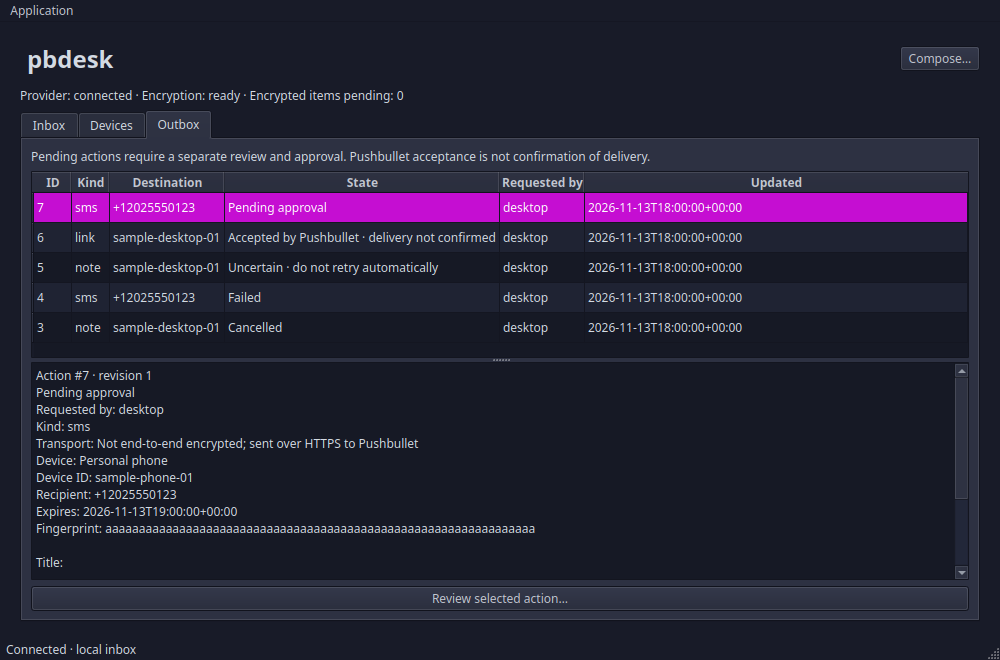 Application
pbdesk
Compose...
Provider: connected · Encryption: ready · Encrypted items pending: 0
Inbox Devices Outbox
Pending actions require a separate review and approval. Pushbullet acceptance is not confirmation of delivery.
ID Kind Destination State Requested by Updated
7 sms +12025550123 Pending approval desktop 2026-11-13T18:00:00+00:00
6 link sample-desktop-01 Accepted by Pushbullet · delivery not confirmed desktop 2026-11-13T18:00:00+00:00
5 note sample-desktop-01 Uncertain · do not retry automatically desktop 2026-11-13T18:00:00+00:00
4 sms +12025550123 Failed desktop 2026-11-13T18:00:00+00:00
3 note sample-desktop-01 Cancelled desktop 2026-11-13T18:00:00+00:00
Action #7 · revision 1
Pending approval
Requested by: desktop
Kind: sms
Transport: Not end-to-end encrypted; sent over HTTPS to Pushbullet
Device: Personal phone
Device ID: sample-phone-01
Recipient: +12025550123
Expires: 2026-11-13T19:00:00+00:00
Fingerprint: aaaaaaaaaaaaaaaaaaaaaaaaaaaaaaaaaaaaaaaaaaaaaaaaaaaaaaaaaaaaaaaa
Title:
Review selected action...
Connected · local inbox